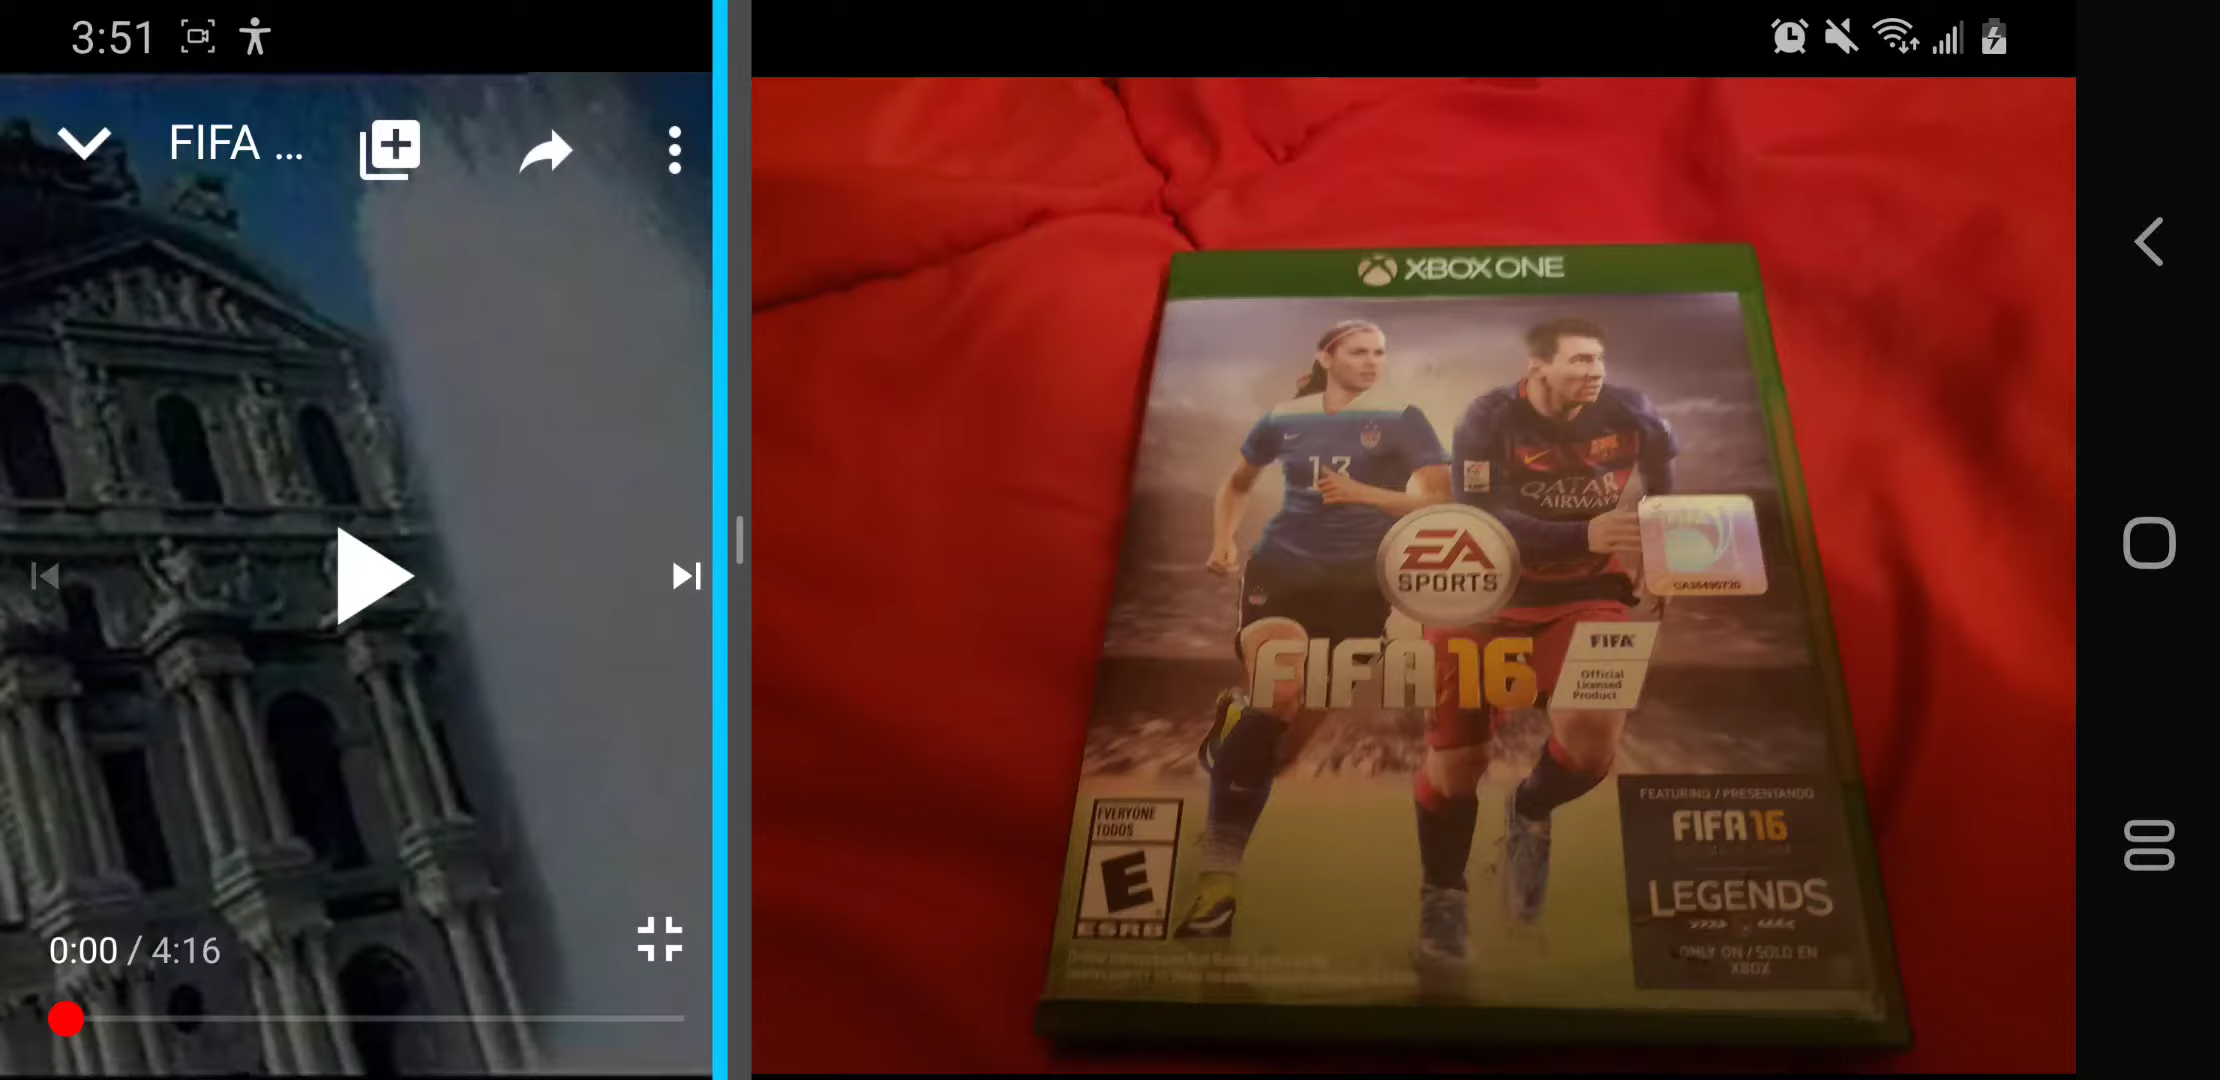 3:51
FIFA ...
0:00 / 4:16
XBOX ONE
13
QATAR
AIRWAYS
EA
SPORTS
CA35490720
FIFA 16
FIFA
Official
Licensed
Product
EVERYONE
TODOS
E
ESRB
FEATURING / PRESENTANDO
FIFA 16
LEGENDS
ONLY ON / SOLO EN
XBOX